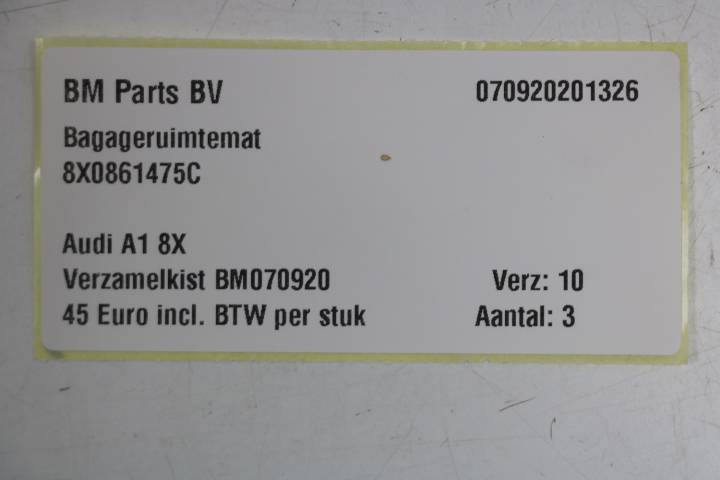 BM Parts BV 070920201326
Bagageruimtemat
8X0861475C
Audi A1 8X
Verzamelkist BM070920 Verz: 10
45 Euro incl. BTW per stuk Aantal: 3